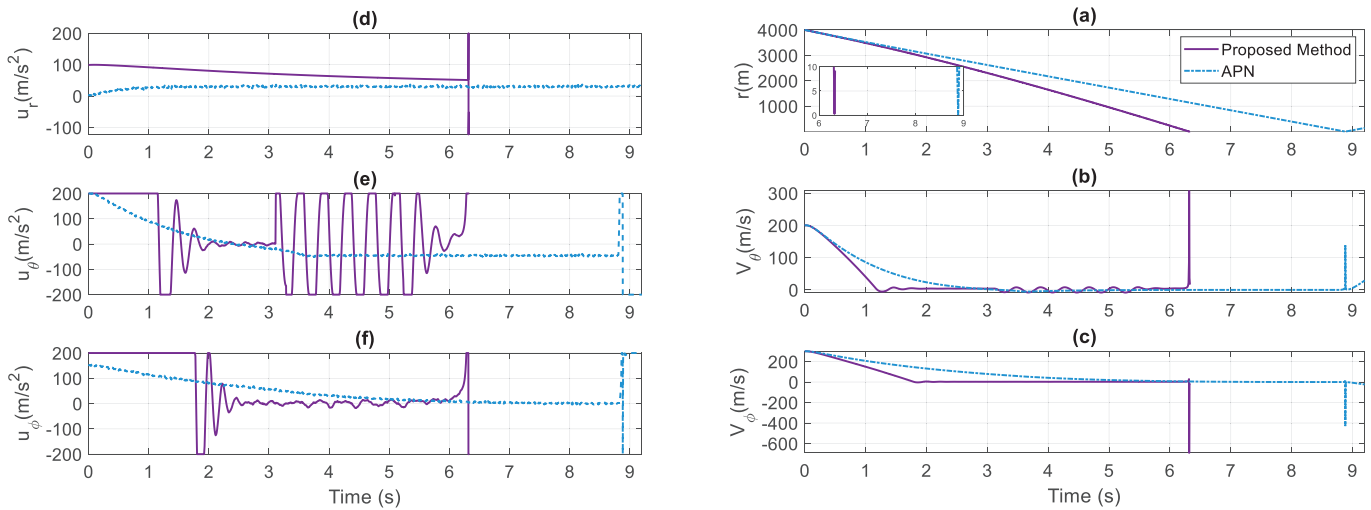 (d)
200
100
0
-100
u_r(m/s²)
0 1 2 3 4 5 6 7 8 9
(e)
200
100
0
-100
-200
u_θ(m/s²)
0 1 2 3 4 5 6 7 8 9
(f)
200
100
0
-100
-200
u_ϕ(m/s²)
0 1 2 3 4 5 6 7 8 9
Time (s)
(a)
4000
3000
2000
1000
r(m)
Proposed Method
APN
10
5
0
6 7 8 9
0 1 2 3 4 5 6 7 8 9
(b)
300
200
100
0
V_θ(m/s)
0 1 2 3 4 5 6 7 8 9
(c)
200
0
-200
-400
-600
V_ϕ(m/s)
0 1 2 3 4 5 6 7 8 9
Time (s)